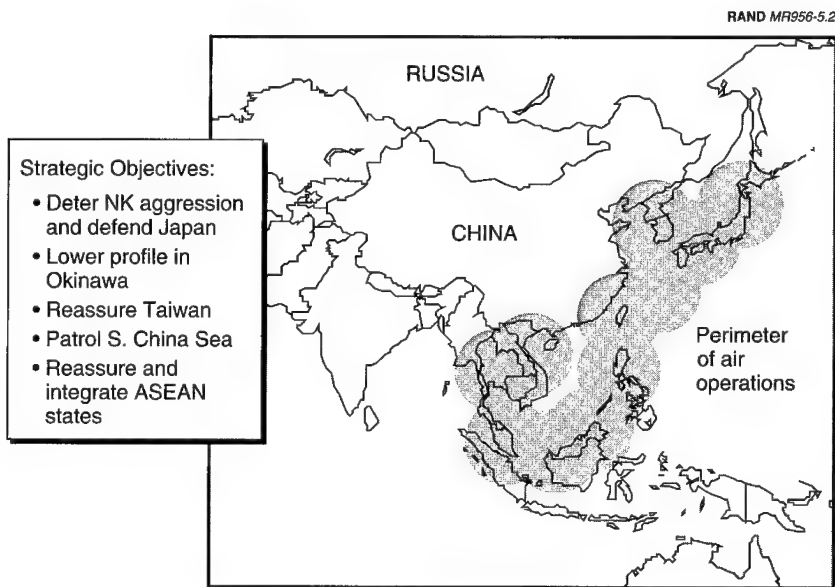 RAND MR956-5.2
RUSSIA
Strategic Objectives:
• Deter NK aggression
and defend Japan
• Lower profile in
Okinawa
• Reassure Taiwan
• Patrol S. China Sea
• Reassure and
integrate ASEAN
states
CHINA
Perimeter
of air
operations